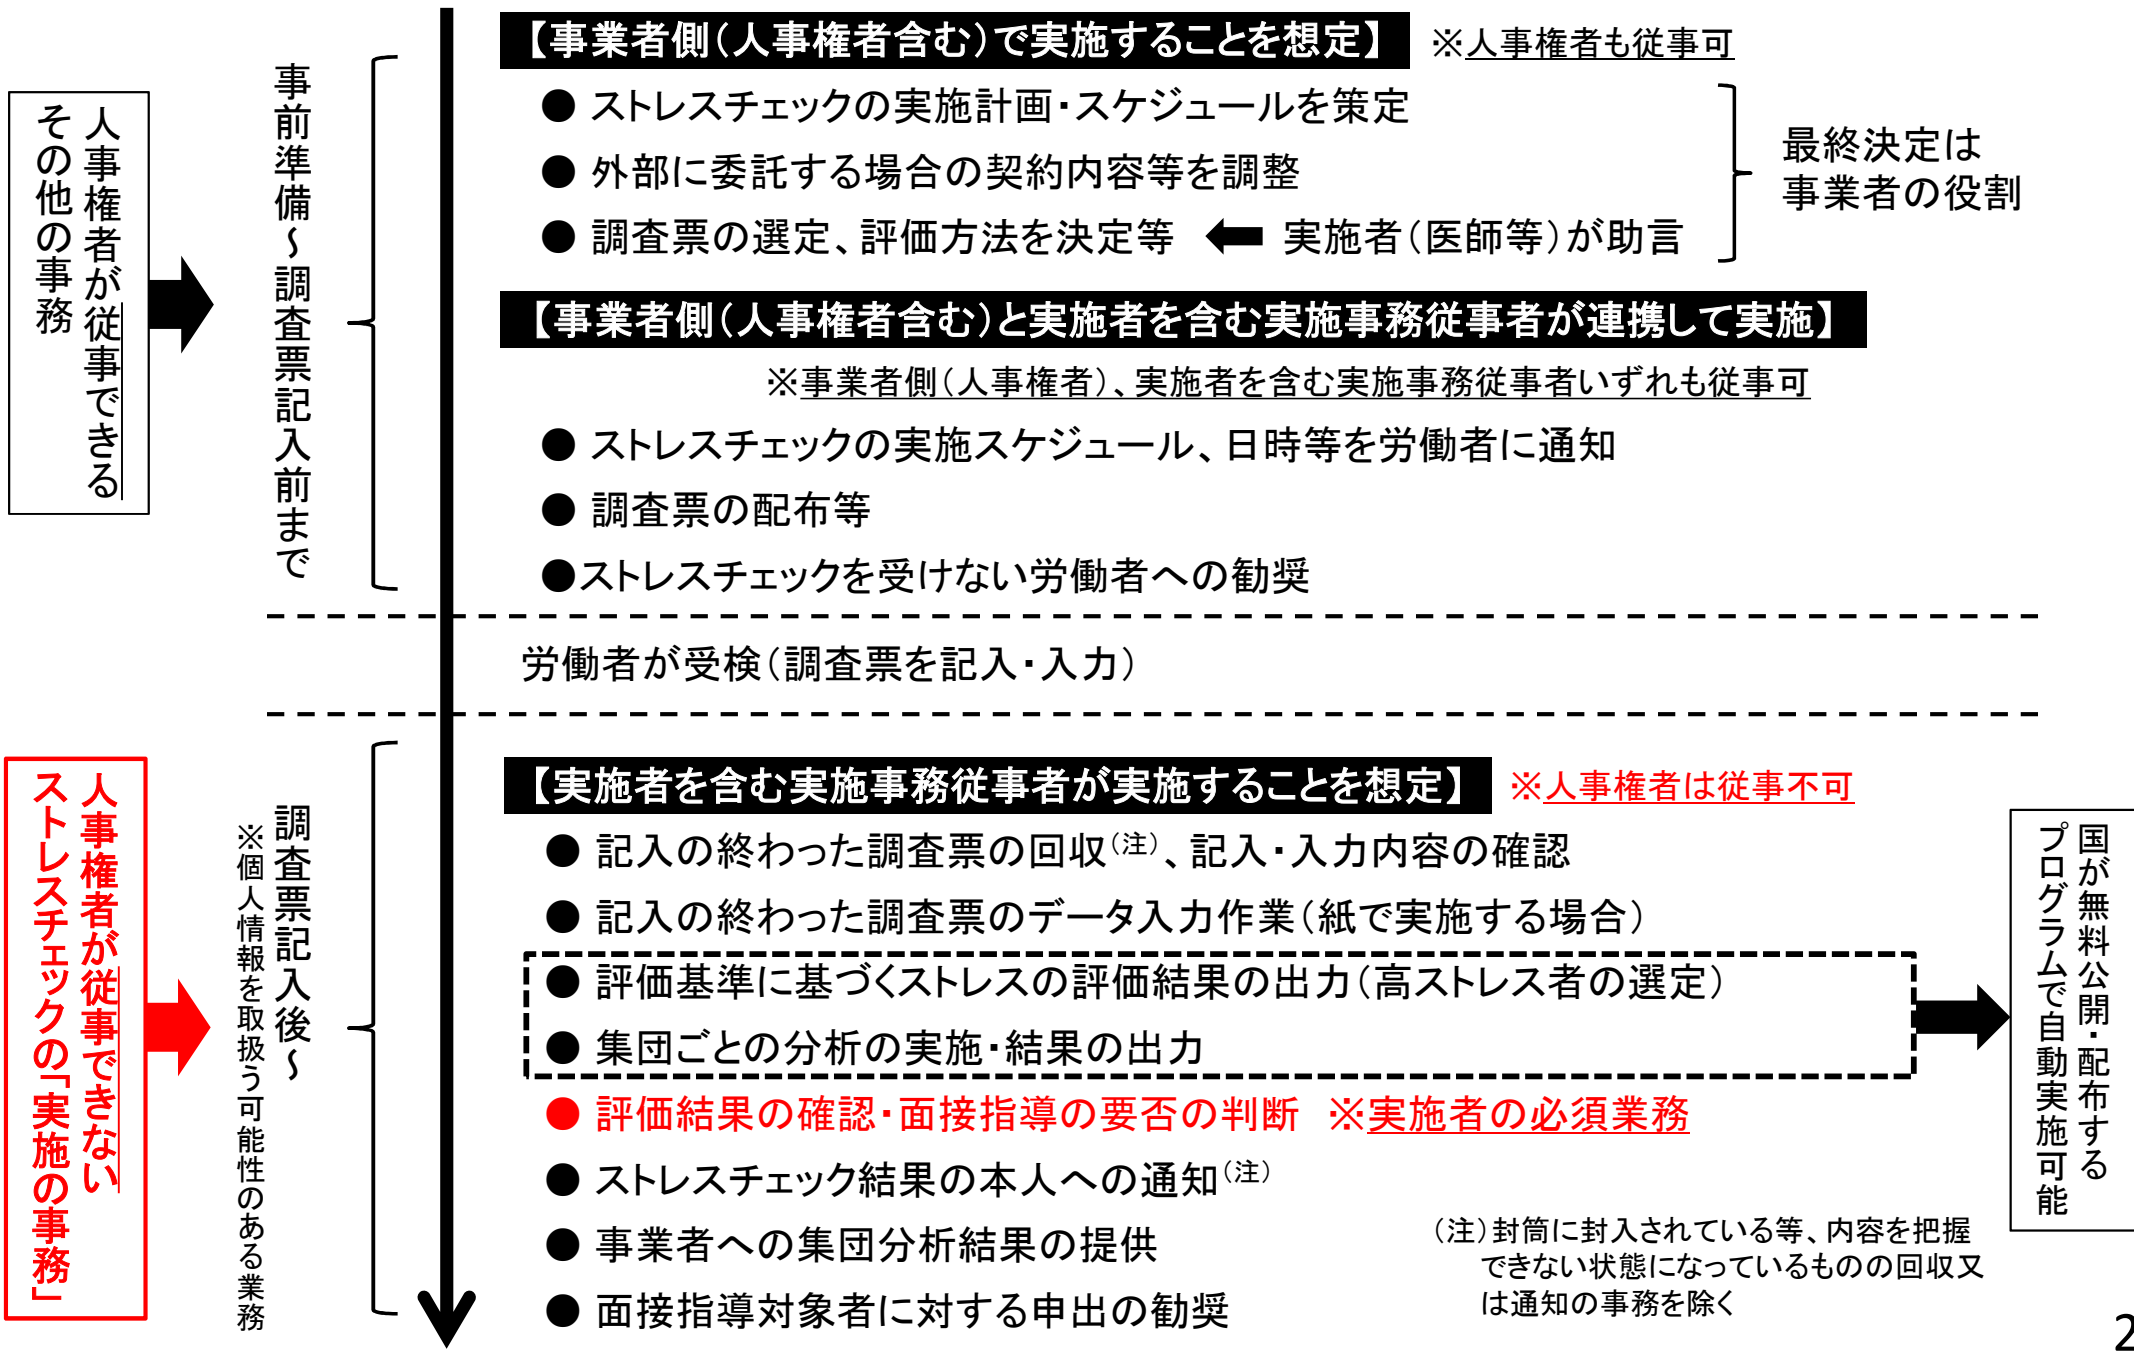 【事業者側（人事権者含む）で実施することを想定】 ※人事権者も従事可
人事権者が従事できる
その他の事務
事前準備～調査票記入前まで
● ストレスチェックの実施計画・スケジュールを策定
● 外部に委託する場合の契約内容等を調整
● 調査票の選定、評価方法を決定等 ← 実施者（医師等）が助言
最終決定は
事業者の役割
【事業者側（人事権者含む）と実施者を含む実施事務従事者が連携して実施】
※事業者側（人事権者）、実施者を含む実施事務従事者いずれも従事可
● ストレスチェックの実施スケジュール、日時等を労働者に通知
● 調査票の配布等
●ストレスチェックを受けない労働者への勧奨
労働者が受検（調査票を記入・入力）
人事権者が従事できない
ストレスチェックの「実施の事務」
調査票記入後～
※個人情報を取扱う可能性のある業務
【実施者を含む実施事務従事者が実施することを想定】 ※人事権者は従事不可
● 記入の終わった調査票の回収（注）、記入・入力内容の確認
● 記入の終わった調査票のデータ入力作業（紙で実施する場合）
● 評価基準に基づくストレスの評価結果の出力（高ストレス者の選定）
● 集団ごとの分析の実施・結果の出力
国が無料公開・配布する
プログラムで自動実施可能
● 評価結果の確認・面接指導の要否の判断 ※実施者の必須業務
● ストレスチェック結果の本人への通知（注）
● 事業者への集団分析結果の提供
● 面接指導対象者に対する申出の勧奨
（注）封筒に封入されている等、内容を把握
できない状態になっているものの回収又
は通知の事務を除く
2